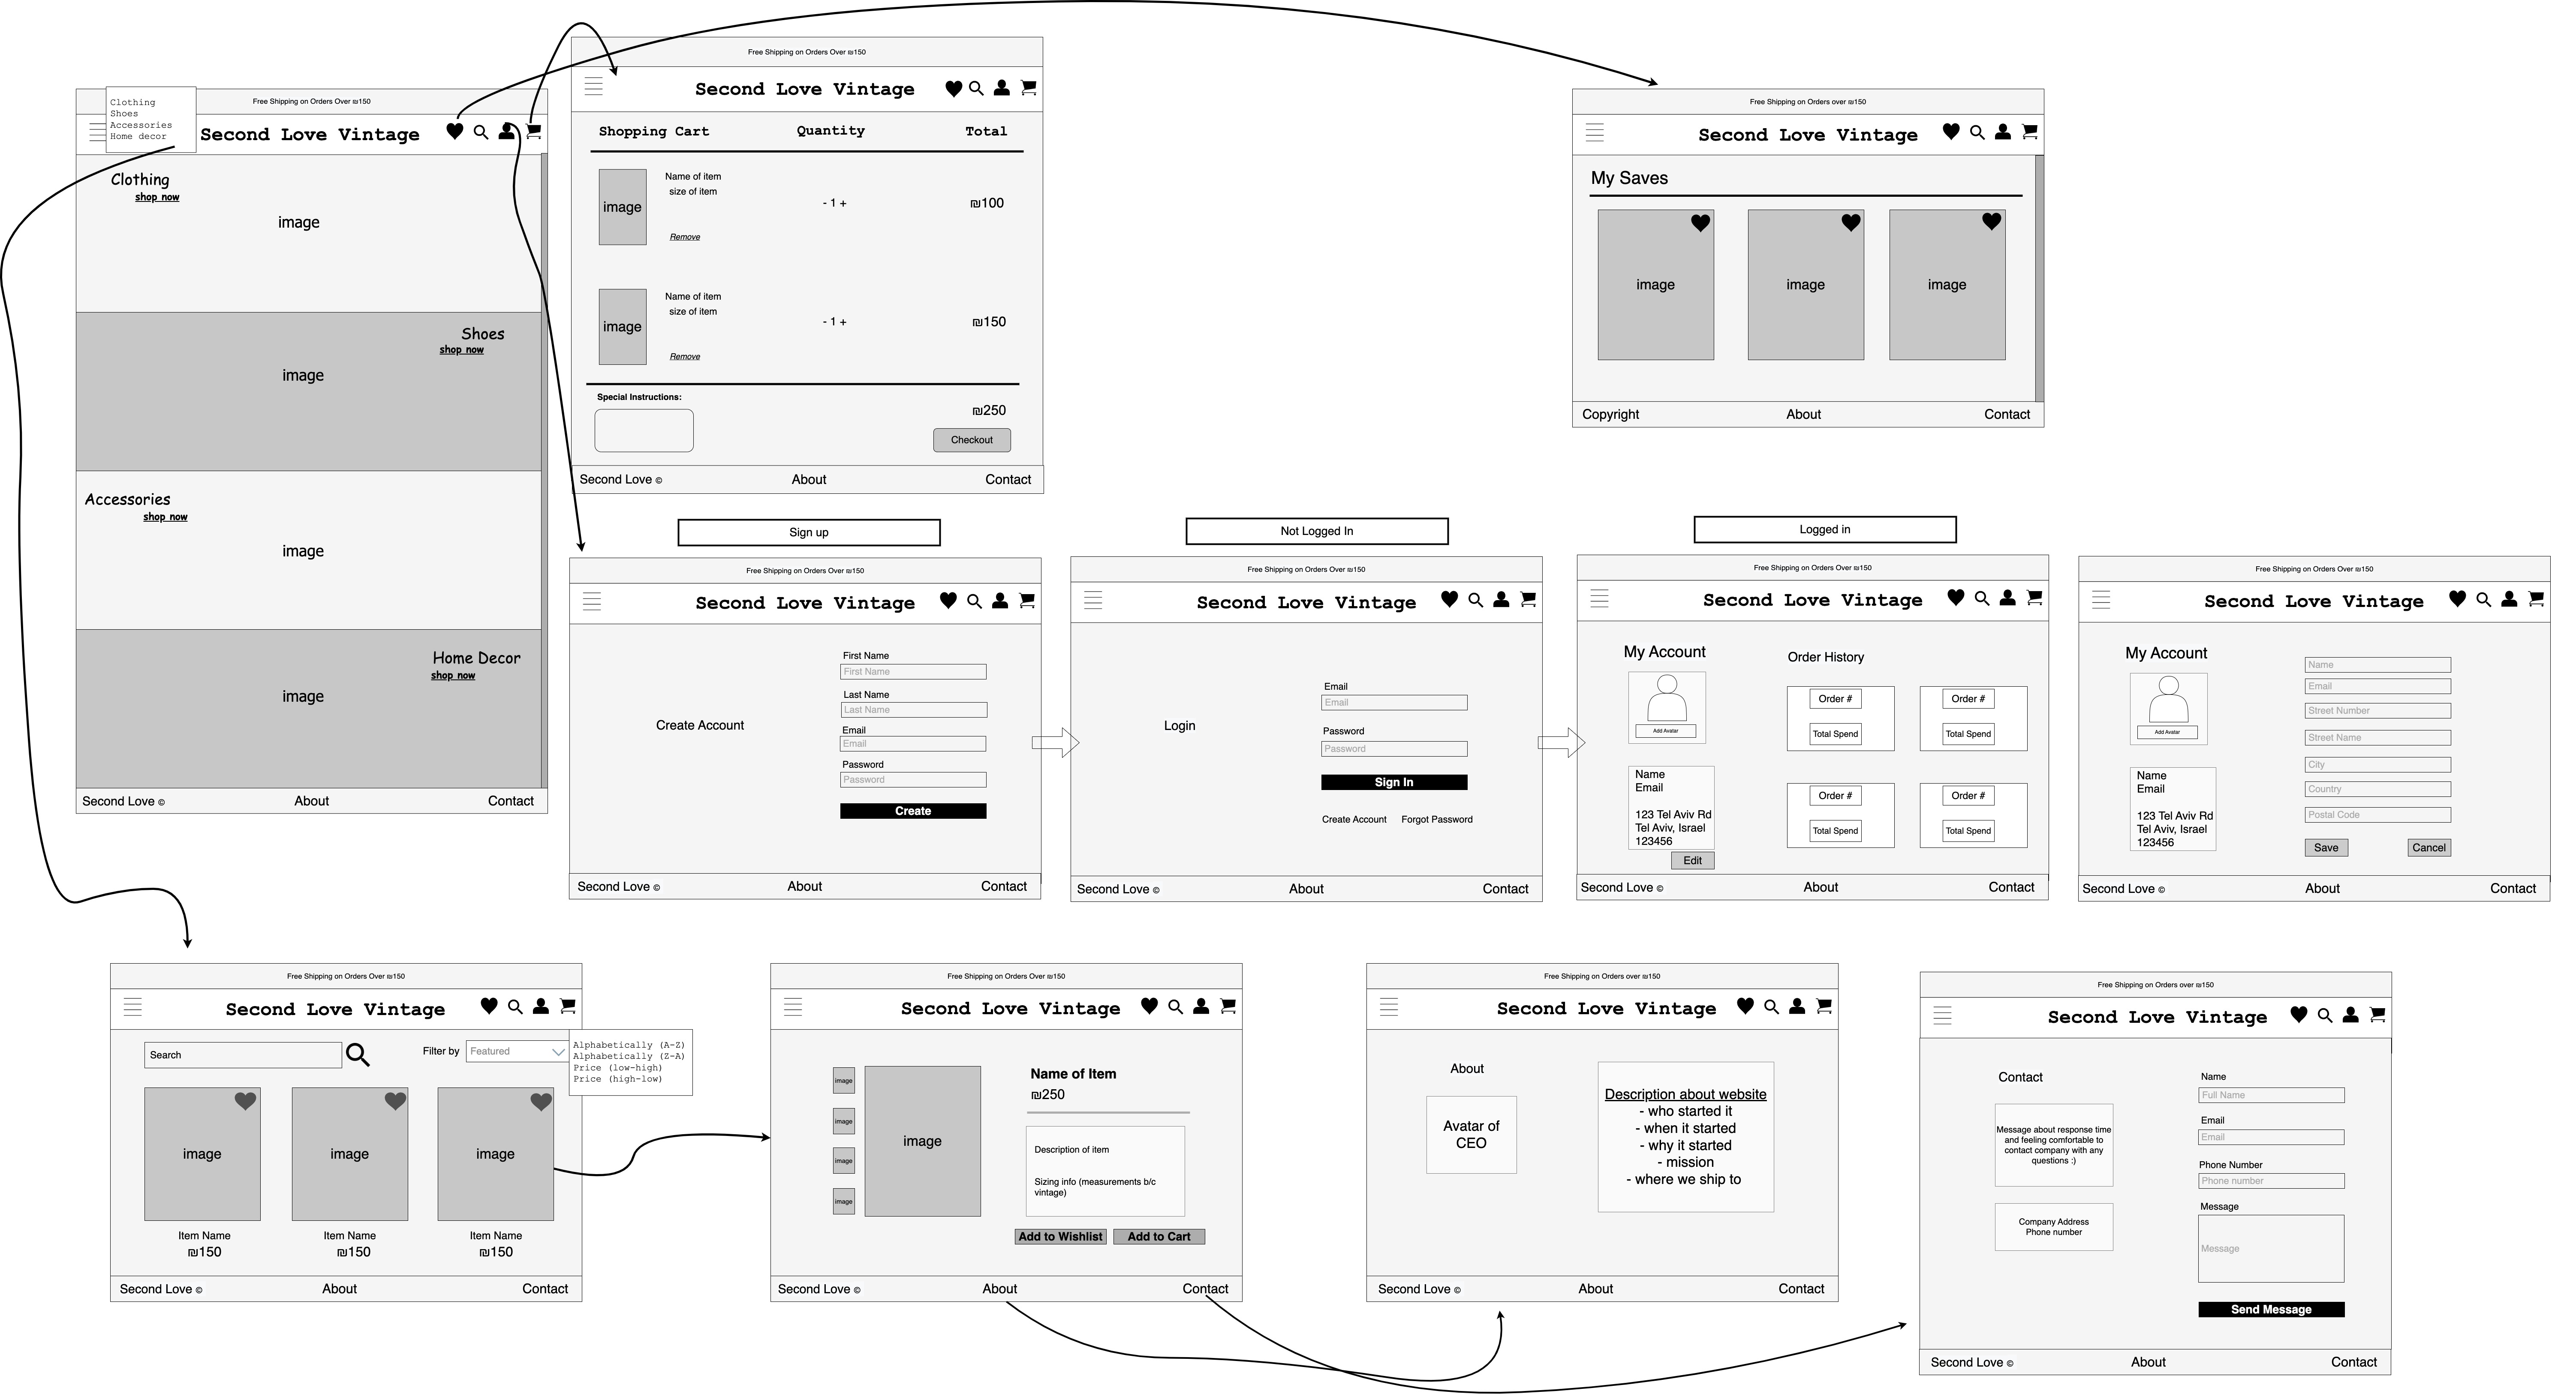 Free Shipping on Orders Over ₪150
Clothing
Shoes
Accessories
Home decor
Second Love Vintage
Clothing
shop now
image
Shoes
shop now
image
Accessories
shop now
image
Home Decor
shop now
image
Second Love ©
About
Contact
Free Shipping on Orders Over ₪150
Second Love Vintage
Shopping Cart
Quantity
Total
image
Name of item
size of item
- 1 +
₪100
Remove
image
Name of item
size of item
- 1 +
₪150
Remove
Special Instructions:
₪250
Checkout
Second Love ©
About
Contact
Free Shipping on Orders over ₪150
Second Love Vintage
My Saves
image
image
image
Copyright
About
Contact
Sign up
Free Shipping on Orders Over ₪150
Second Love Vintage
Create Account
First Name
First Name
Last Name
Last Name
Email
Email
Password
Password
Create
Second Love ©
About
Contact
Not Logged In
Free Shipping on Orders Over ₪150
Second Love Vintage
Login
Email
Email
Password
Password
Sign In
Create Account
Forgot Password
Second Love ©
About
Contact
Logged in
Free Shipping on Orders Over ₪150
Second Love Vintage
My Account
Add Avatar
Name
Email
123 Tel Aviv Rd
Tel Aviv, Israel
123456
Edit
Order History
Order #
Total Spend
Order #
Total Spend
Order #
Total Spend
Order #
Total Spend
Second Love ©
About
Contact
Free Shipping on Orders Over ₪150
Second Love Vintage
My Account
Add Avatar
Name
Email
123 Tel Aviv Rd
Tel Aviv, Israel
123456
Name
Email
Street Number
Street Name
City
Country
Postal Code
Save
Cancel
Second Love ©
About
Contact
Free Shipping on Orders Over ₪150
Second Love Vintage
Search
Filter by
Featured
Alphabetically (A-Z)
Alphabetically (Z-A)
Price (low-high)
Price (high-low)
image
image
image
Item Name
₪150
Item Name
₪150
Item Name
₪150
Second Love ©
About
Contact
Free Shipping on Orders Over ₪150
Second Love Vintage
image
image
image
image
image
Name of Item
₪250
Description of item
Sizing info (measurements b/c
vintage)
Add to Wishlist
Add to Cart
Second Love ©
About
Contact
Free Shipping on Orders over ₪150
Second Love Vintage
About
Avatar of
CEO
Description about website
- who started it
- when it started
- why it started
- mission
- where we ship to
Second Love ©
About
Contact
Free Shipping on Orders over ₪150
Second Love Vintage
Contact
Message about response time
and feeling comfortable to
contact company with any
questions :)
Company Address
Phone number
Name
Full Name
Email
Email
Phone Number
Phone number
Message
Message
Send Message
Second Love ©
About
Contact